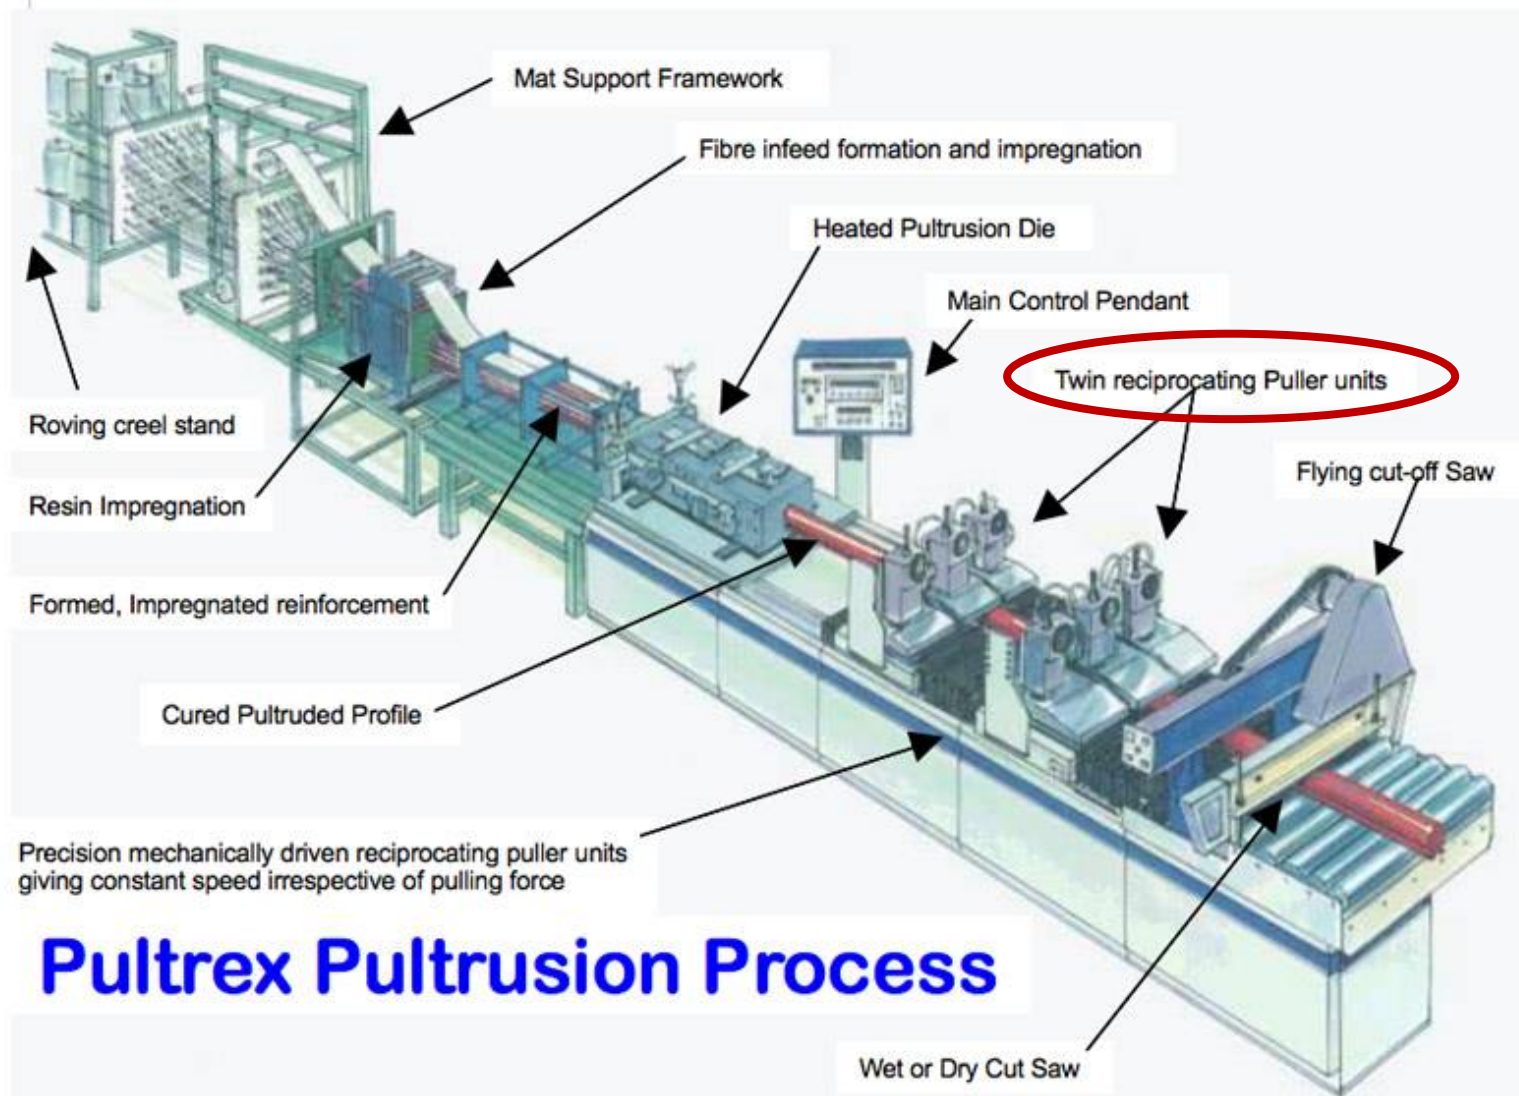 Mat Support Framework
Fibre infeed formation and impregnation
Heated Pultrusion Die
Main Control Pendant
Twin reciprocating Puller units
Flying cut-off Saw
Roving creel stand
Resin Impregnation
Formed, Impregnated reinforcement
Cured Pultruded Profile
Precision mechanically driven reciprocating puller units
giving constant speed irrespective of pulling force
Pultrex Pultrusion Process
Wet or Dry Cut Saw